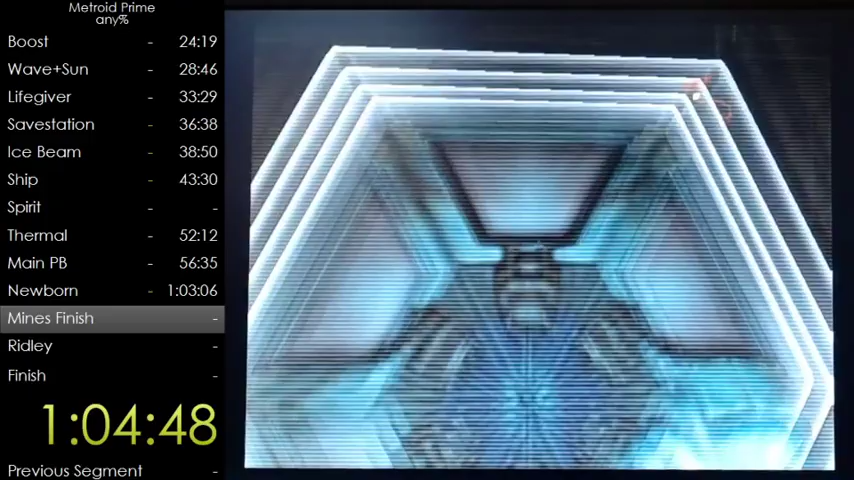 Metroid Prime
any%
Boost - 24:19
Wave+Sun - 28:46
Lifegiver - 33:29
Savestation - 36:38
Ice Beam - 38:50
Ship - 43:30
Spirit - -
Thermal - 52:12
Main PB - 56:35
Newborn - 1:03:06
Mines Finish -
Ridley -
Finish -
1:04:48
Previous Segment -